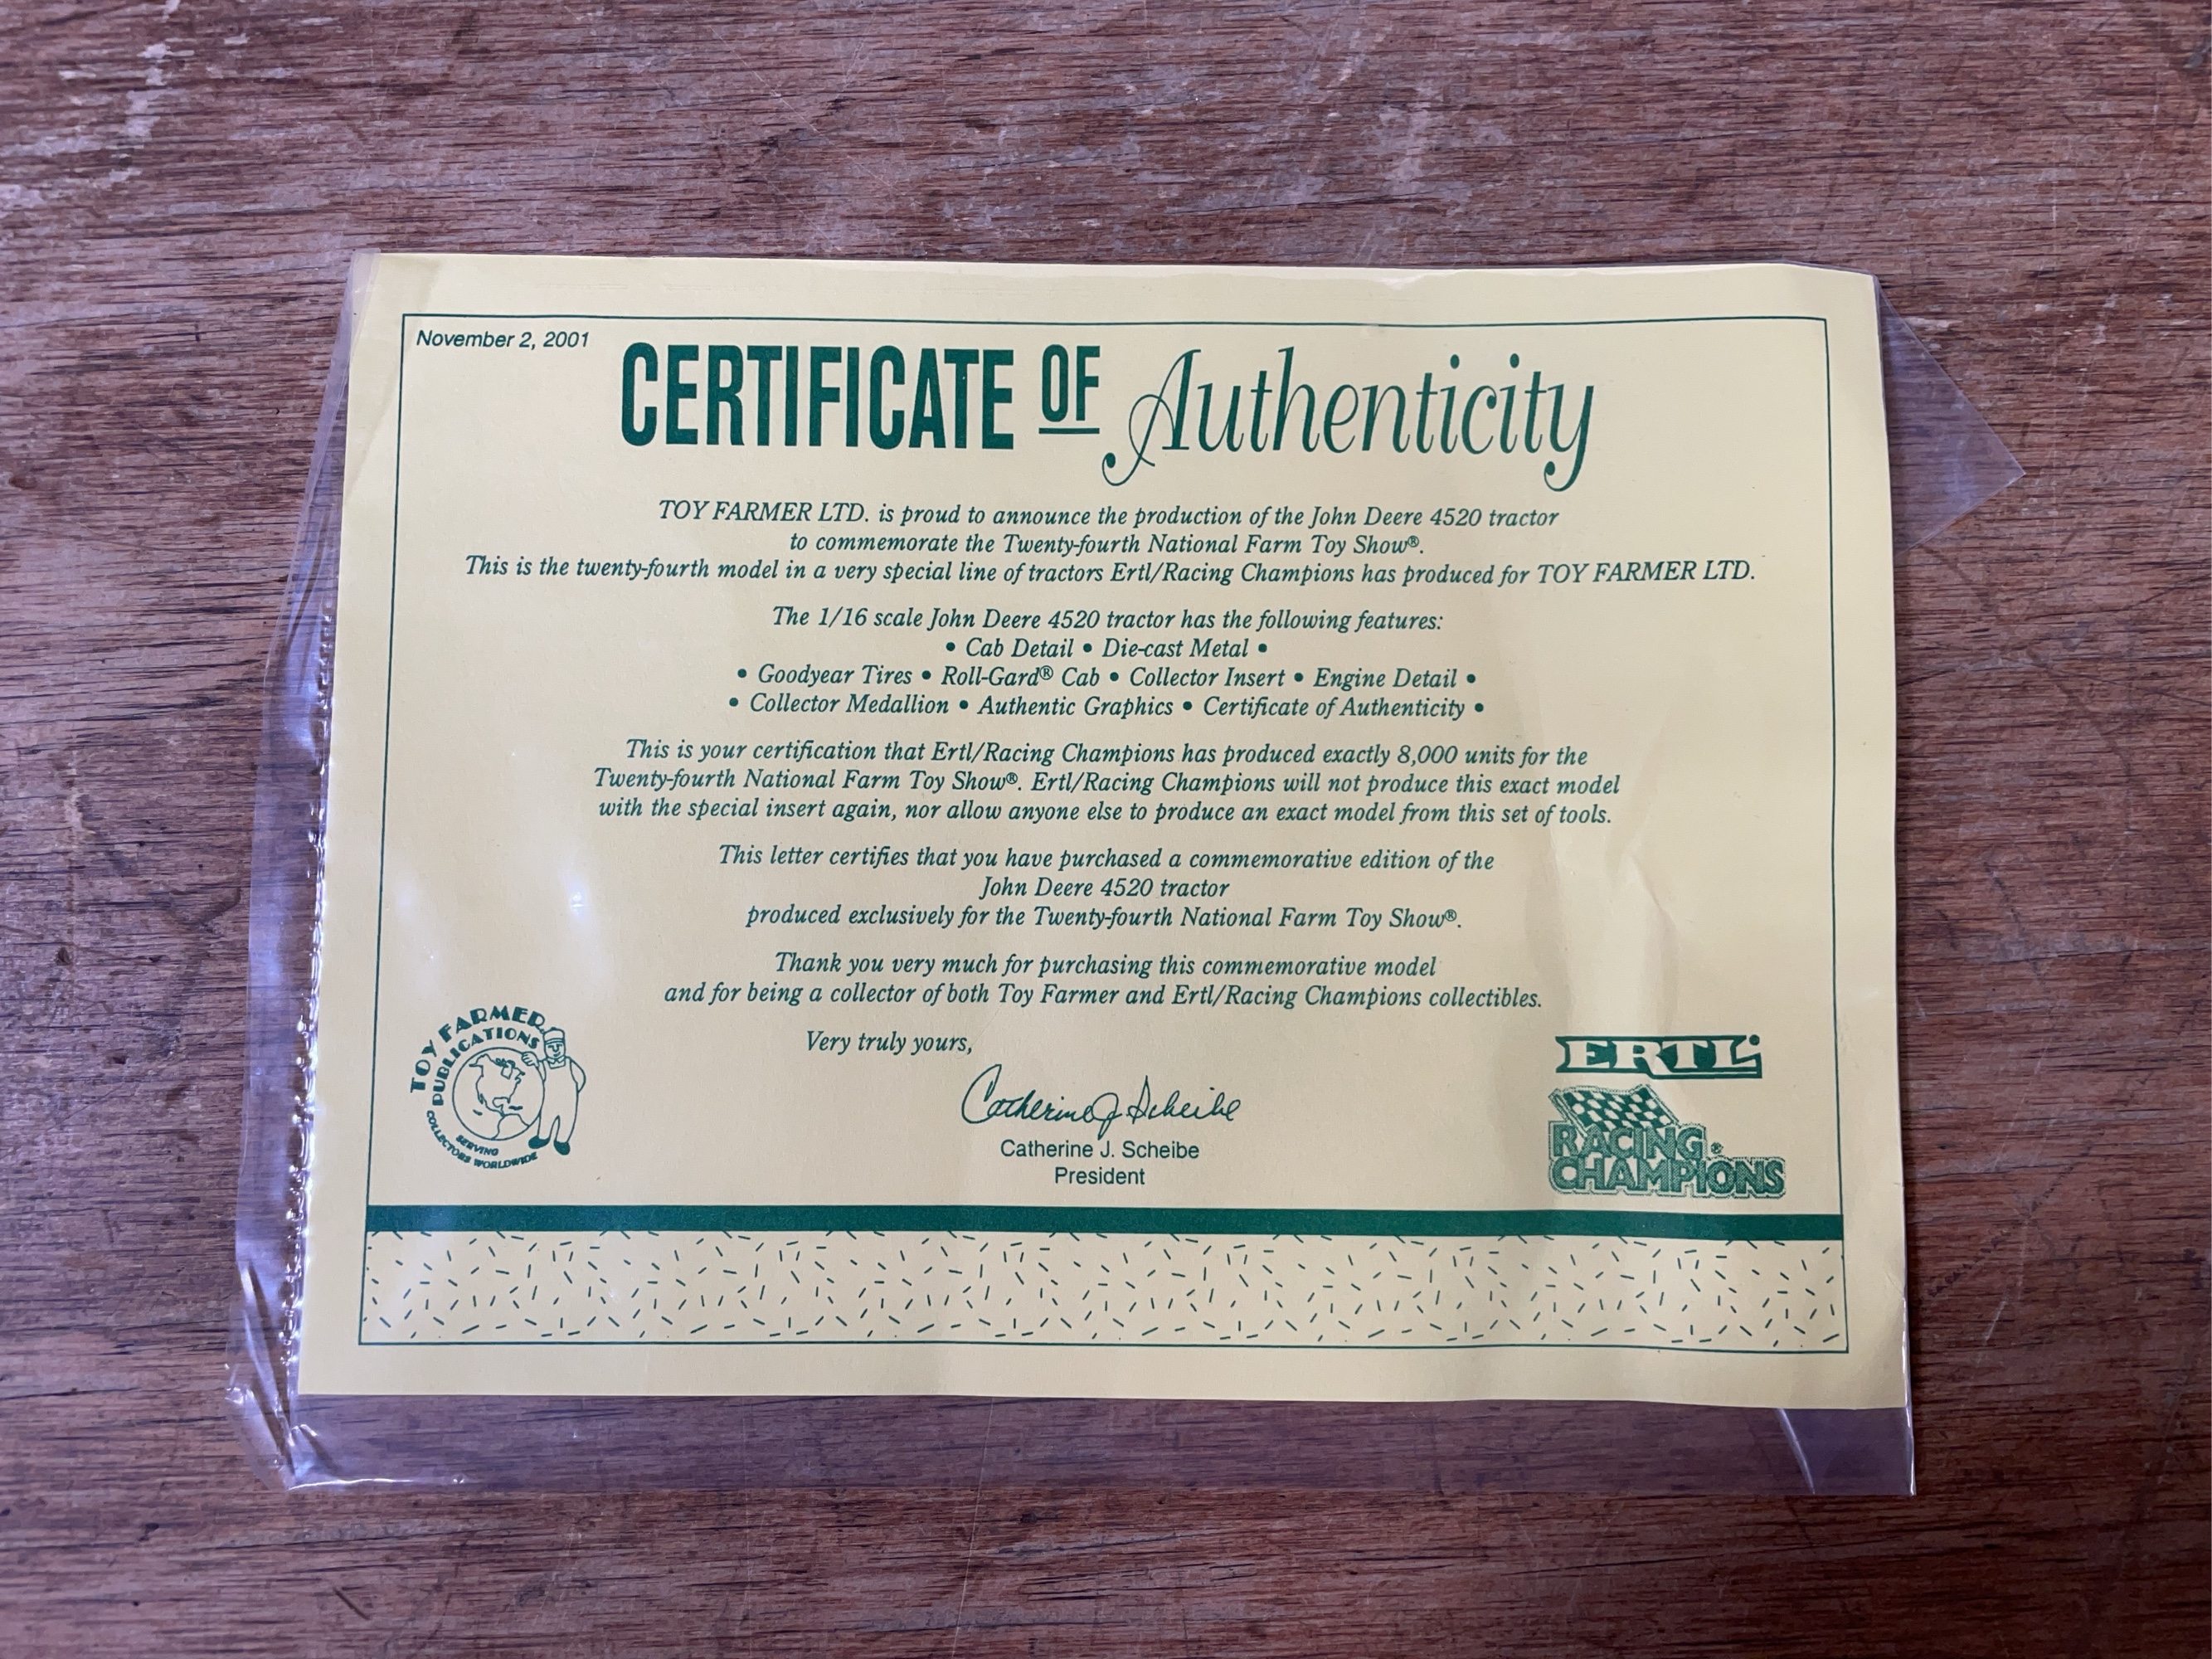 November 2, 2001
CERTIFICATE OF Authenticity
TOY FARMER LTD. is proud to announce the production of the John Deere 4520 tractor
to commemorate the Twenty-fourth National Farm Toy Show®.
This is the twenty-fourth model in a very special line of tractors Ertl/Racing Champions has produced for TOY FARMER LTD.
The 1/16 scale John Deere 4520 tractor has the following features:
• Cab Detail • Die-cast Metal •
• Goodyear Tires • Roll-Gard® Cab • Collector Insert • Engine Detail •
• Collector Medallion • Authentic Graphics • Certificate of Authenticity •
This is your certification that Ertl/Racing Champions has produced exactly 8,000 units for the
Twenty-fourth National Farm Toy Show®. Ertl/Racing Champions will not produce this exact model
with the special insert again, nor allow anyone else to produce an exact model from this set of tools.
This letter certifies that you have purchased a commemorative edition of the
John Deere 4520 tractor
produced exclusively for the Twenty-fourth National Farm Toy Show®.
Thank you very much for purchasing this commemorative model
and for being a collector of both Toy Farmer and Ertl/Racing Champions collectibles.
Very truly yours,
Catherine J Scheibe
Catherine J. Scheibe
President
TOY FARMER
PUBLICATIONS
SERVING
COLLECTORS WORLDWIDE
ERTL®
RACING
CHAMPIONS®